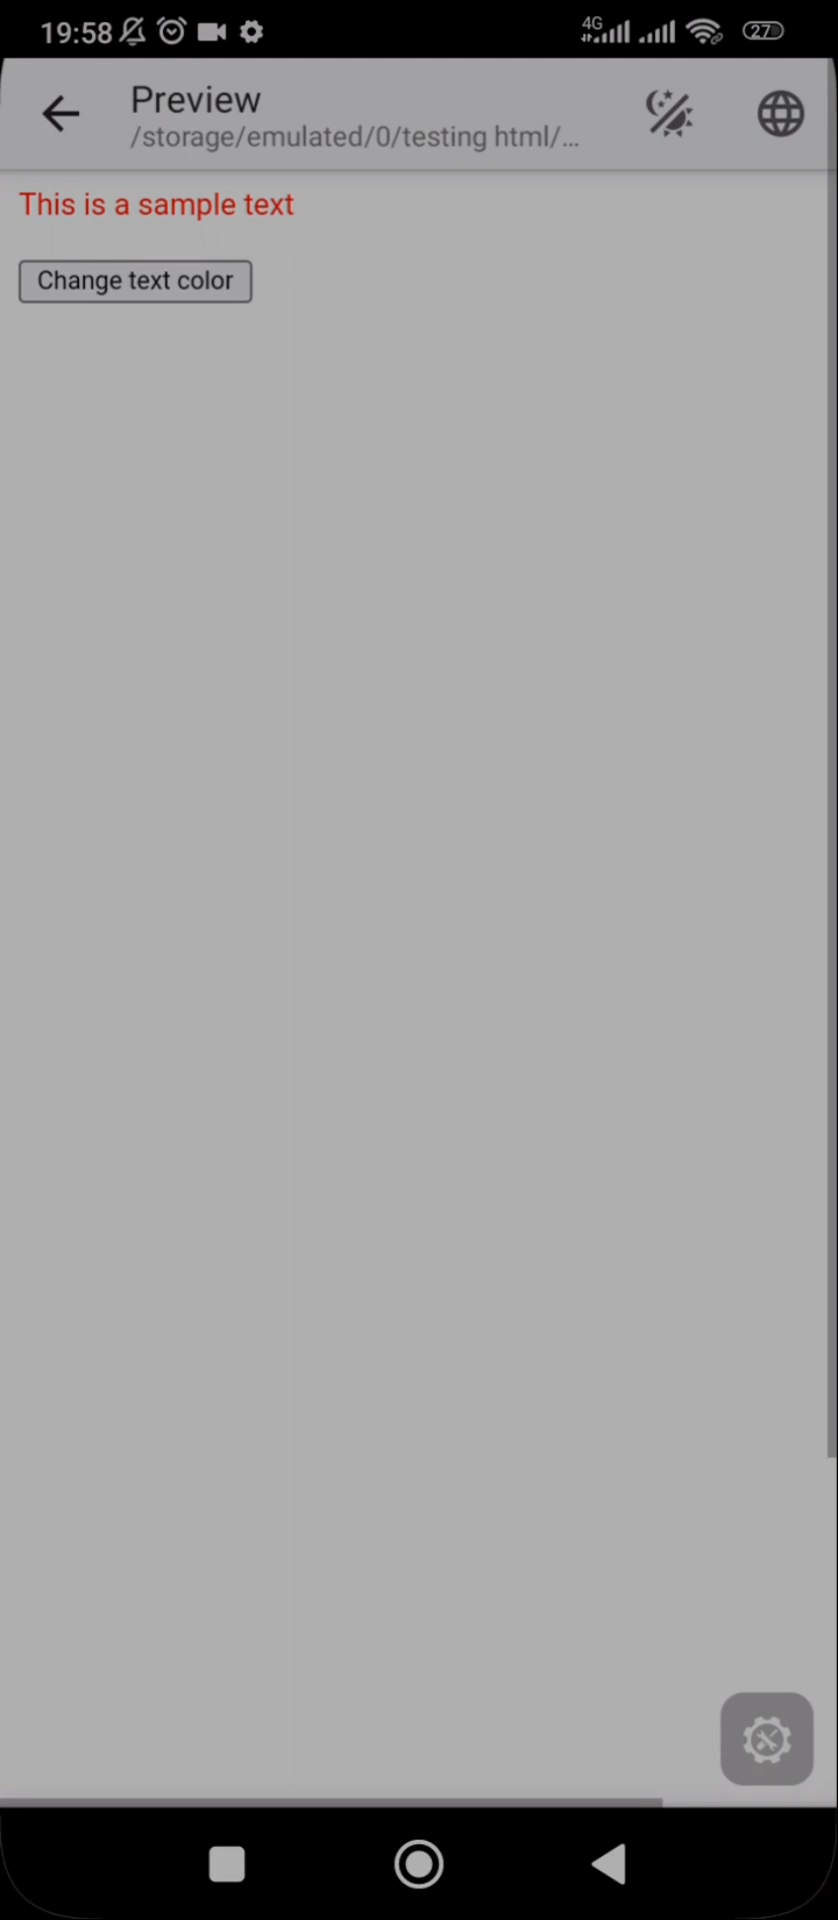 19:58
4G
27
Preview
/storage/emulated/0/testing html/...
This is a sample text
Change text color